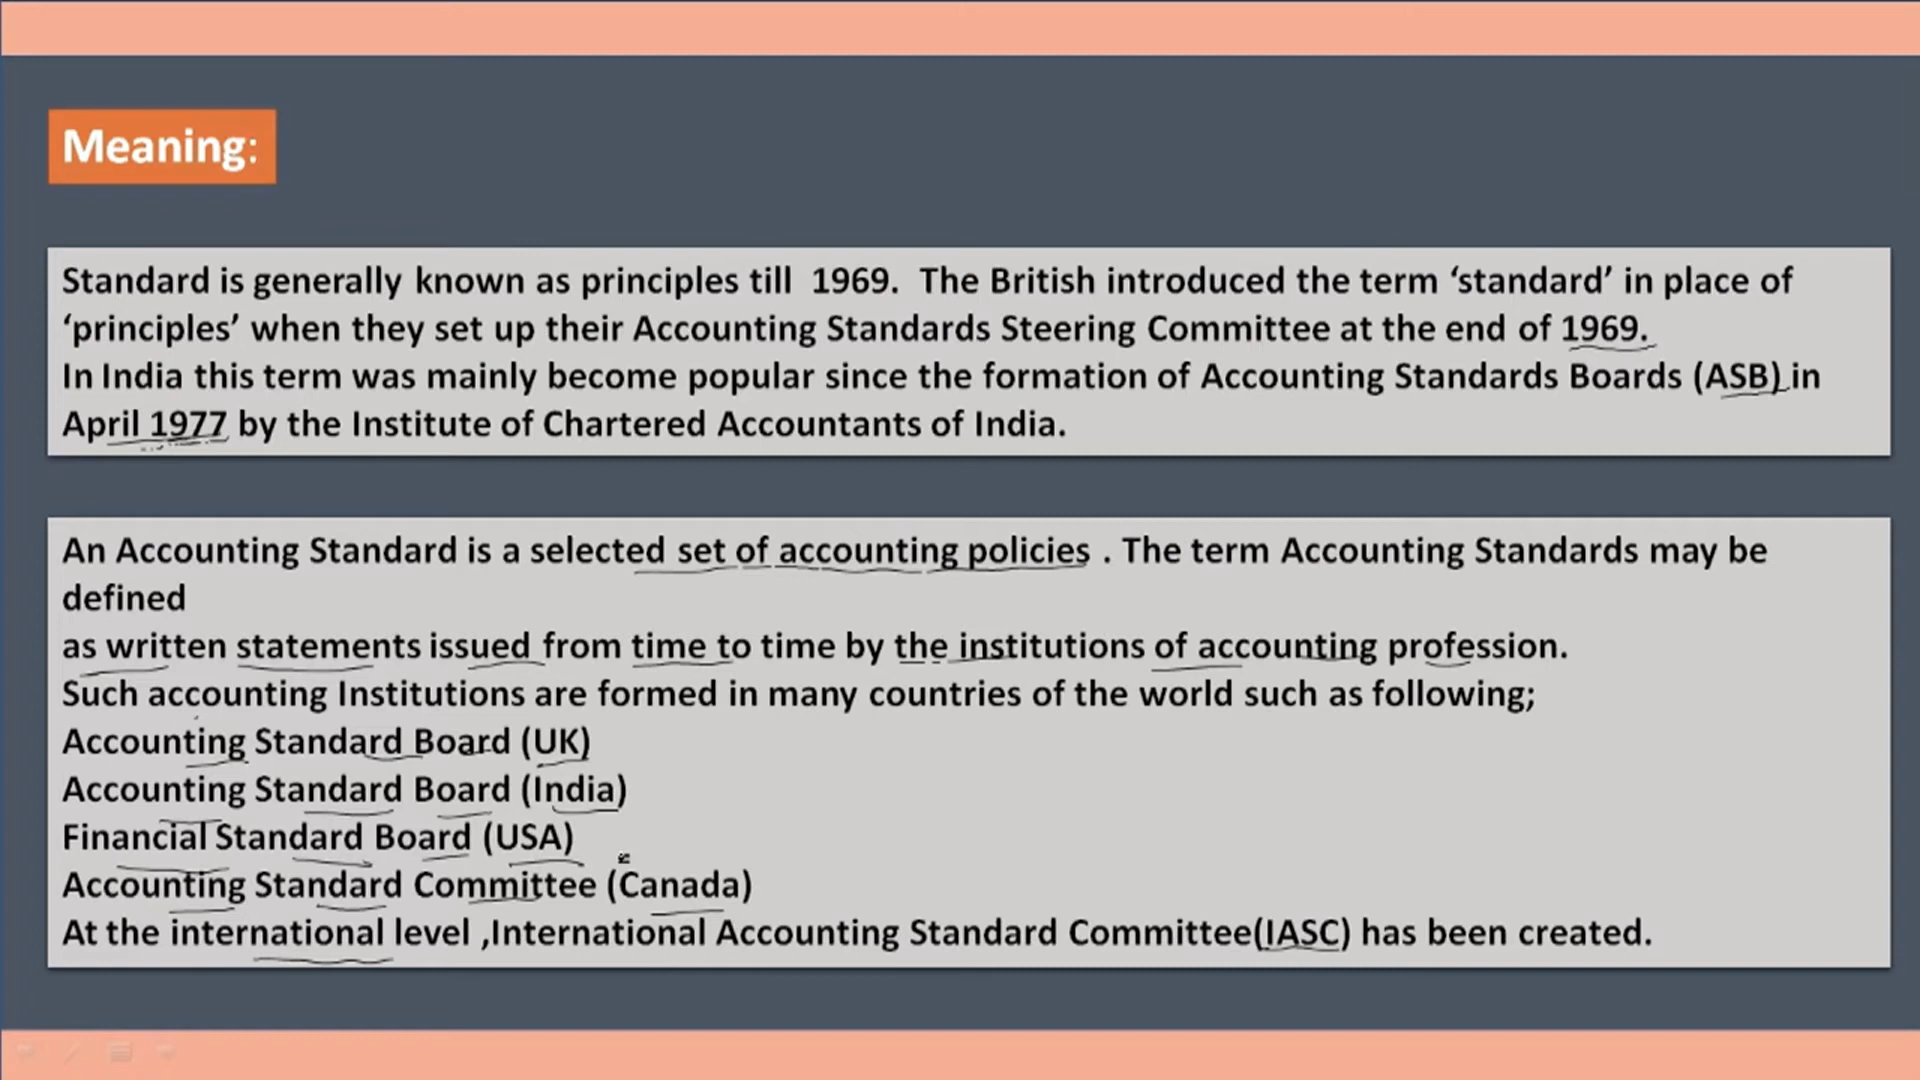 Meaning:
Standard is generally known as principles till 1969. The British introduced the term ‘standard’ in place of
‘principles’ when they set up their Accounting Standards Steering Committee at the end of 1969.
In India this term was mainly become popular since the formation of Accounting Standards Boards (ASB) in
April 1977 by the Institute of Chartered Accountants of India.
An Accounting Standard is a selected set of accounting policies . The term Accounting Standards may be
defined
as written statements issued from time to time by the institutions of accounting profession.
Such accounting Institutions are formed in many countries of the world such as following;
Accounting Standard Board (UK)
Accounting Standard Board (India)
Financial Standard Board (USA)
Accounting Standard Committee (Canada)
At the international level ,International Accounting Standard Committee(IASC) has been created.